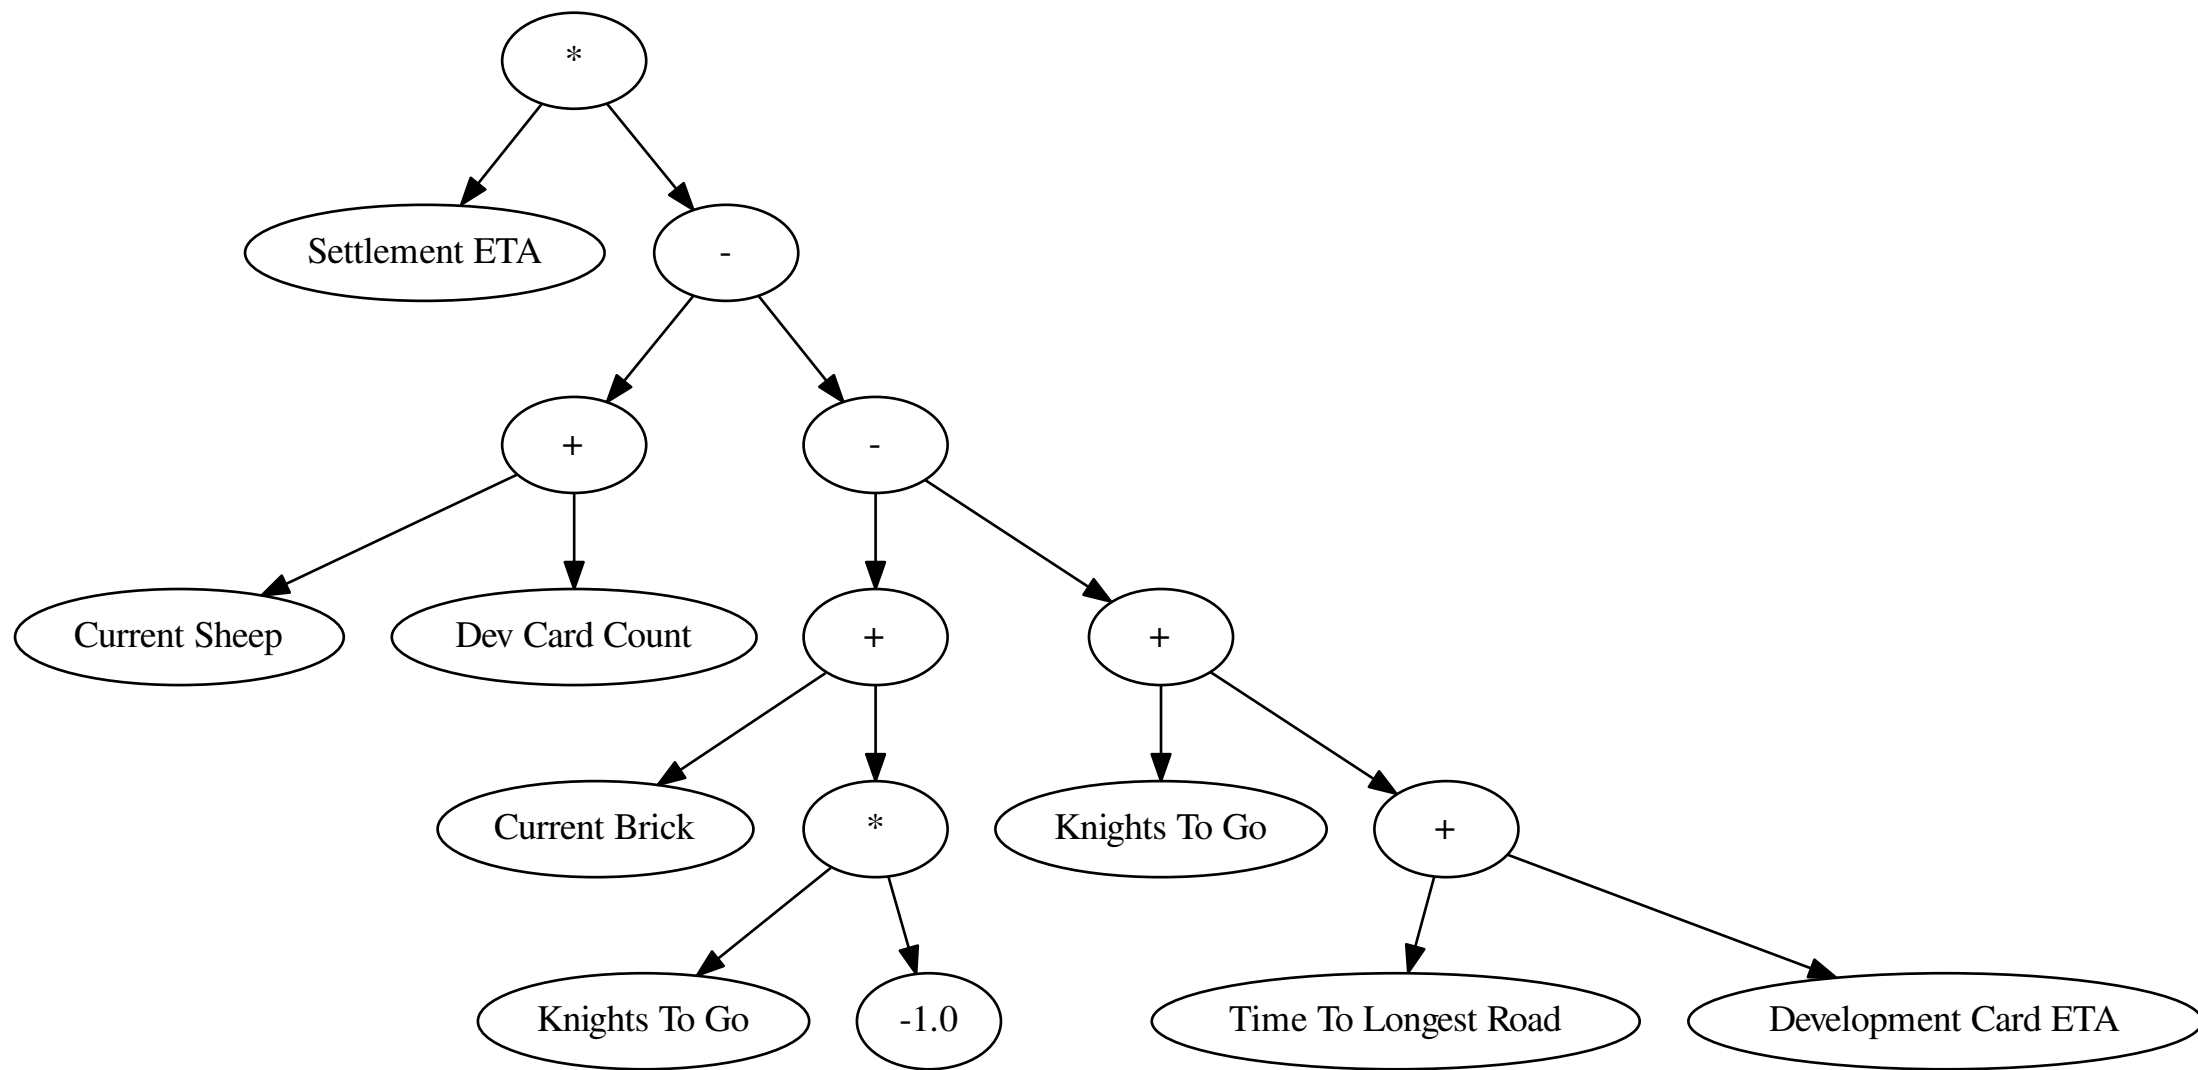 *
Settlement ETA
-
+
-
Current Sheep
Dev Card Count
+
+
Current Brick
*
Knights To Go
+
Knights To Go
-1.0
Time To Longest Road
Development Card ETA